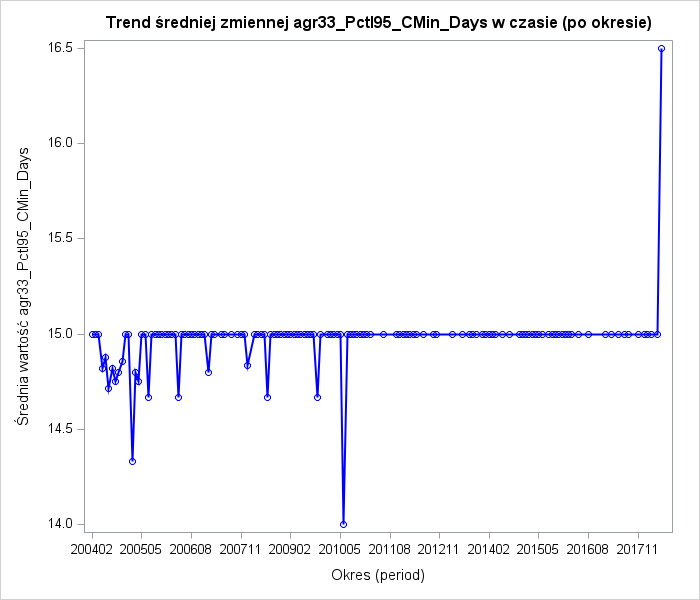 Trend średniej zmiennej agr33_Pctl95_CMin_Days w czasie (po okresie)
Średnia wartość agr33_Pctl95_CMin_Days
16.5
16.0
15.5
15.0
14.5
14.0
200402 200505 200608 200711 200902 201005 201108 201211 201402 201505 201608 201711
Okres (period)